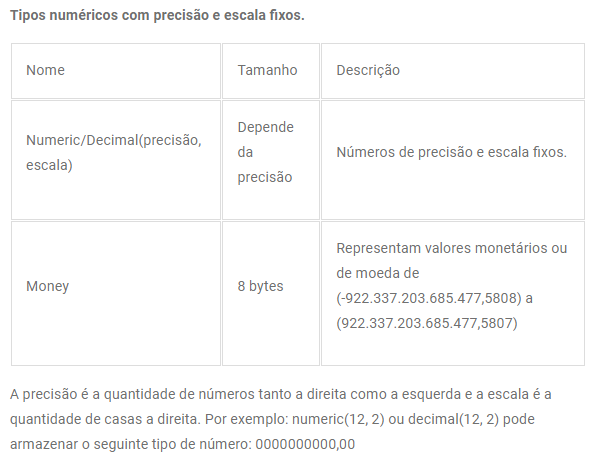 Tipos numéricos com precisão e escala fixos.
Nome
Tamanho
Descrição
Numeric/Decimal(precisão,
escala)
Depende
da
precisão
Números de precisão e escala fixos.
Money
8 bytes
Representam valores monetários ou
de moeda de
(-922.337.203.685.477,5808) a
(922.337.203.685.477,5807)
A precisão é a quantidade de números tanto a direita como a esquerda e a escala é a
quantidade de casas a direita. Por exemplo: numeric(12, 2) ou decimal(12, 2) pode
armazenar o seguinte tipo de número: 0000000000,00